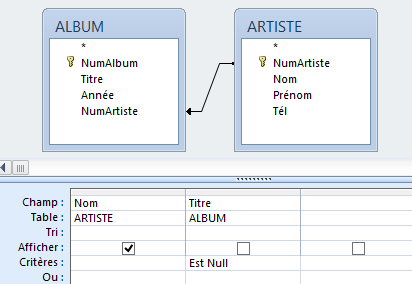 ALBUM
*
NumAlbum
Titre
Année
NumArtiste
ARTISTE
*
NumArtiste
Nom
Prénom
Tél
Champ : Nom Titre
Table : ARTISTE ALBUM
Tri :
Afficher :
Critères : Est Null
Ou :